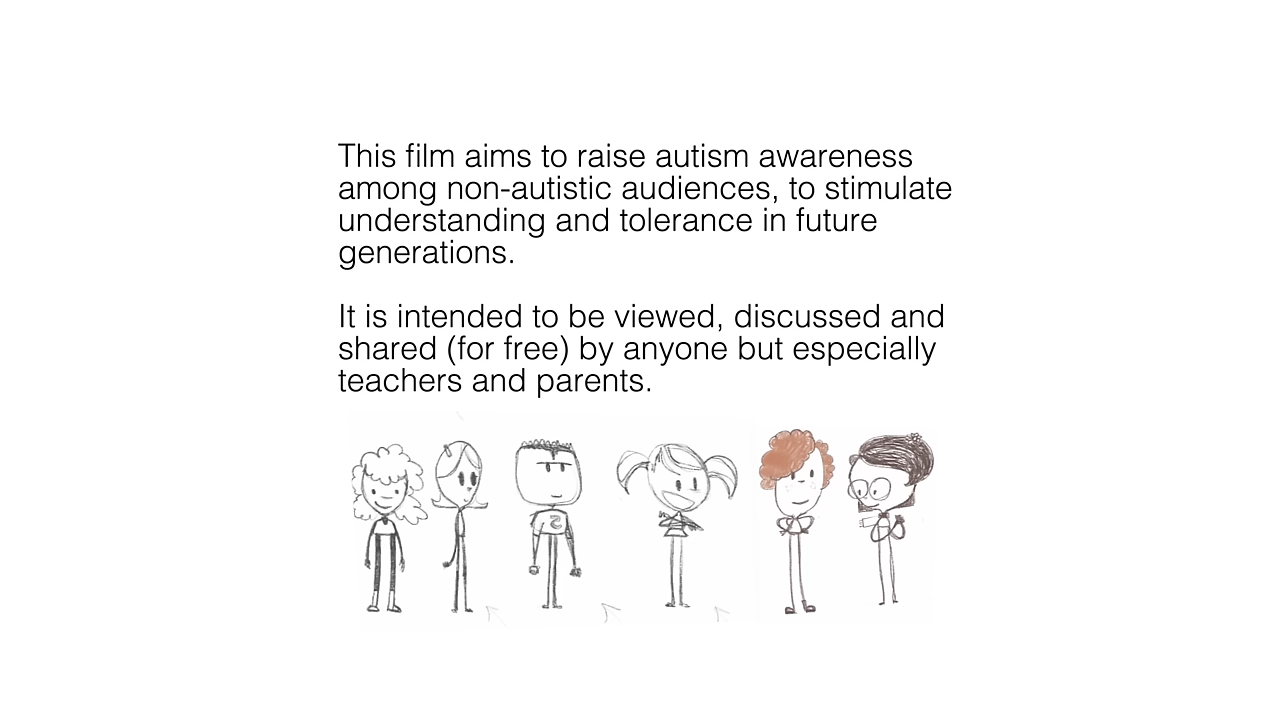 This film aims to raise autism awareness
among non-autistic audiences, to stimulate
understanding and tolerance in future
generations.
It is intended to be viewed, discussed and
shared (for free) by anyone but especially
teachers and parents.
2